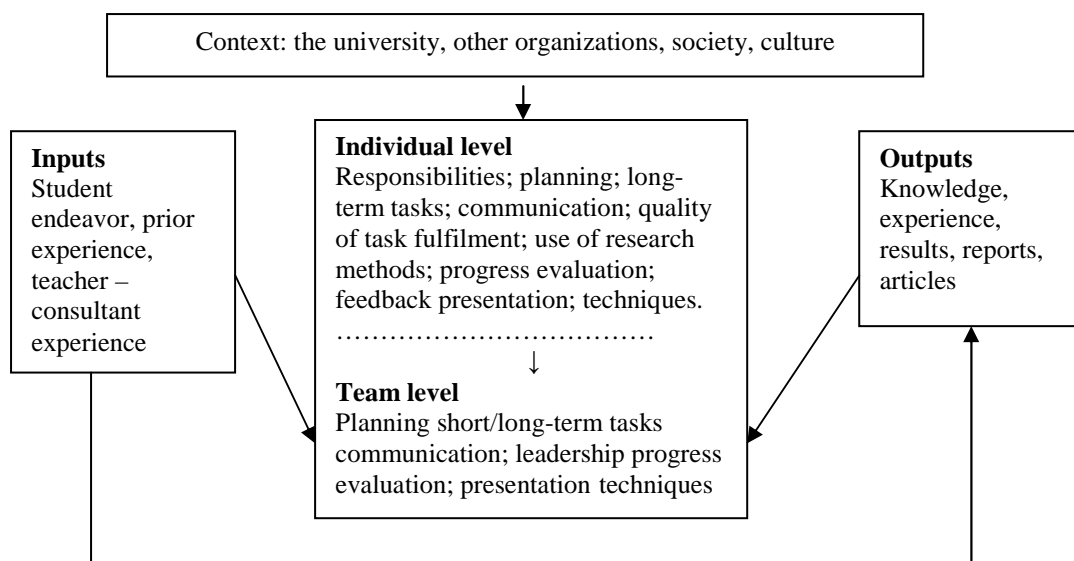 Context: the university, other organizations, society, culture
Inputs
Student
endeavor, prior
experience,
teacher –
consultant
experience
Individual level
Responsibilities; planning; long-
term tasks; communication; quality
of task fulfilment; use of research
methods; progress evaluation;
feedback presentation; techniques.
…………………………………
↓
Team level
Planning short/long-term tasks
communication; leadership progress
evaluation; presentation techniques
Outputs
Knowledge,
experience,
results, reports,
articles